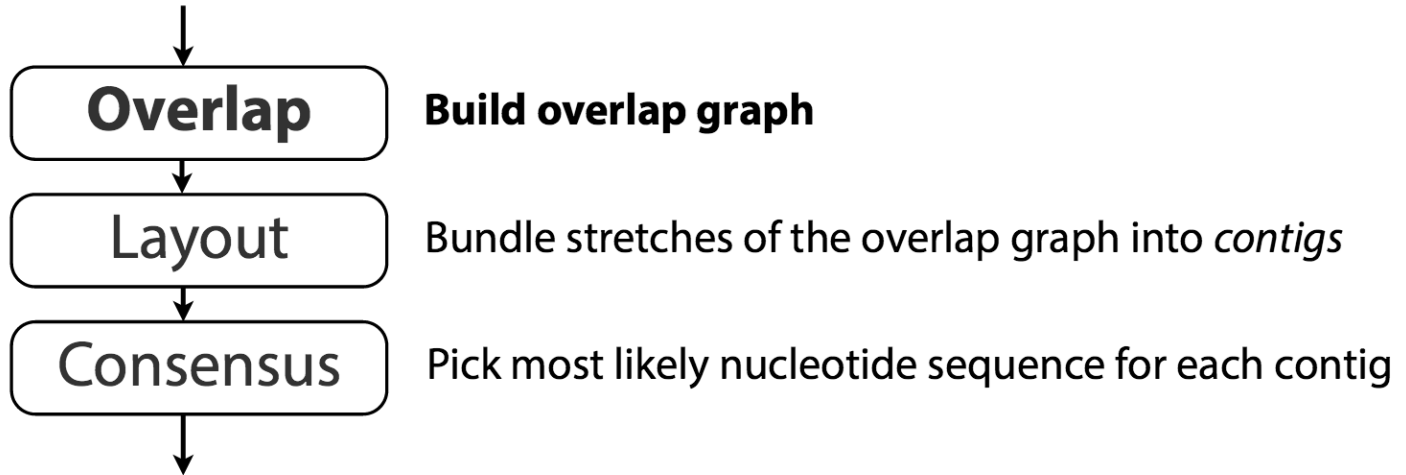 Overlap Build overlap graph
Layout Bundle stretches of the overlap graph into contigs
Consensus Pick most likely nucleotide sequence for each contig